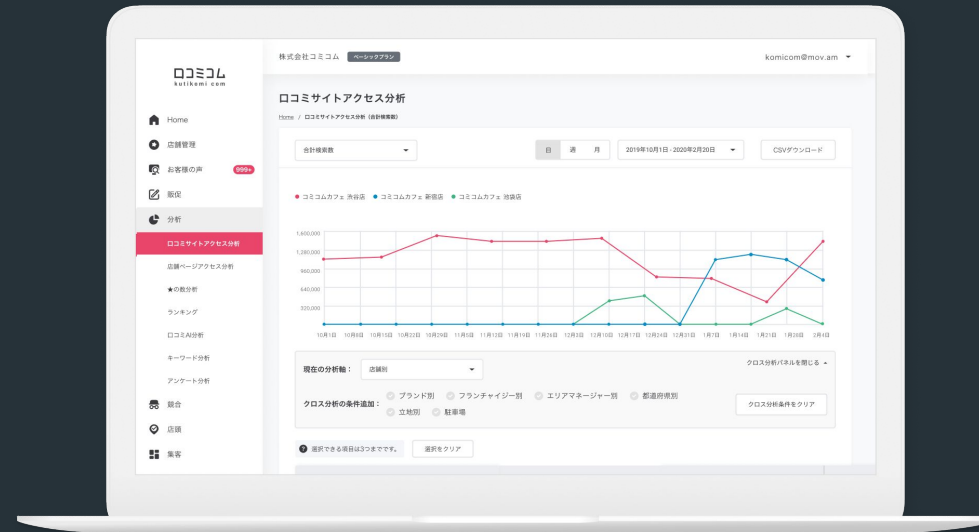 口コミコム
kutikomi com
株式会社コミコム ベーシックプラン
komicom@mov.am
Home
店舗管理
お客様の声 999+
販促
分析
口コミサイトアクセス分析
店舗ページアクセス分析
★の数分析
ランキング
口コミAI分析
キーワード分析
アンケート分析
競合
店頭
集客
口コミサイトアクセス分析
Home / 口コミサイトアクセス分析（合計検索数）
合計検索数
日 週 月 2019年10月1日 - 2020年2月20日 CSVダウンロード
コミコムカフェ 渋谷店 コミコムカフェ 新宿店 コミコムカフェ 池袋店
1,600,000
1,280,000
960,000
640,000
320,000
10月1日 10月8日 10月15日 10月22日 10月29日 11月5日 11月12日 11月19日 11月26日 12月3日 12月10日 12月17日 12月24日 12月31日 1月7日 1月14日 1月21日 1月28日 2月4日
クロス分析パネルを閉じる
現在の分析軸： 店舗別
クロス分析の条件追加： ブランド別 フランチャイジー別 エリアマネージャー別 都道府県別
立地別 駐車場
クロス分析条件をクリア
選択できる項目は3つまでです。 選択をクリア